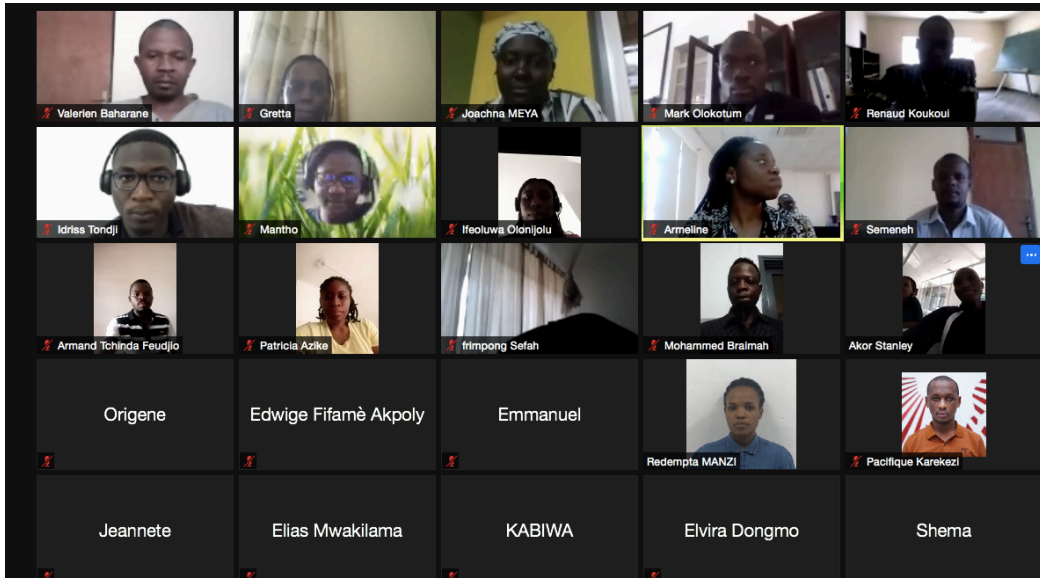 Valerien Baharane
Gretta
Joachna MEYA
Mark Olokotum
Renaud Koukoui
Idriss Tondji
Mantho
Ifeoluwa Olonijolu
Armeline
Semeneh
Armand Tchinda Feudjio
Patricia Azike
frimpong Sefah
Mohammed Braimah
Akor Stanley
Origene
Edwige Fifamè Akpoly
Emmanuel
Redempta MANZI
Pacifique Karekezi
Jeannete
Elias Mwakilama
KABIWA
Elvira Dongmo
Shema